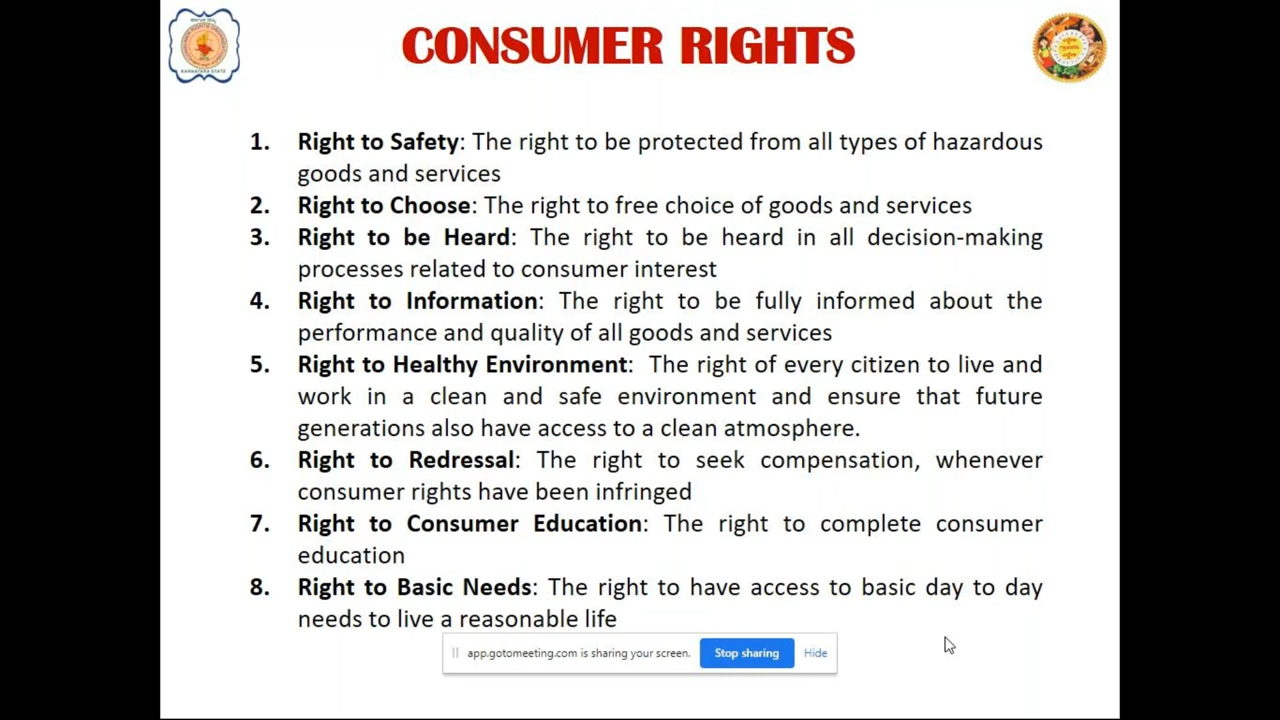 CONSUMER RIGHTS
KARNATAKA STATE
1. Right to Safety: The right to be protected from all types of hazardous
goods and services
2. Right to Choose: The right to free choice of goods and services
3. Right to be Heard: The right to be heard in all decision-making
processes related to consumer interest
4. Right to Information: The right to be fully informed about the
performance and quality of all goods and services
5. Right to Healthy Environment: The right of every citizen to live and
work in a clean and safe environment and ensure that future
generations also have access to a clean atmosphere.
6. Right to Redressal: The right to seek compensation, whenever
consumer rights have been infringed
7. Right to Consumer Education: The right to complete consumer
education
8. Right to Basic Needs: The right to have access to basic day to day
needs to live a reasonable life
app.gotomeeting.com is sharing your screen. Stop sharing Hide